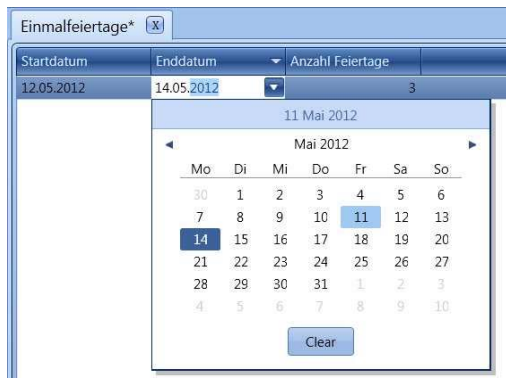 Einmalfeiertage* X
Startdatum Enddatum Anzahl Feiertage
12.05.2012 14.05.2012 3
11 Mai 2012
Mai 2012
Mo Di Mi Do Fr Sa So
30 1 2 3 4 5 6
7 8 9 10 11 12 13
14 15 16 17 18 19 20
21 22 23 24 25 26 27
28 29 30 31 1 2 3
4 5 6 7 8 9 10
Clear